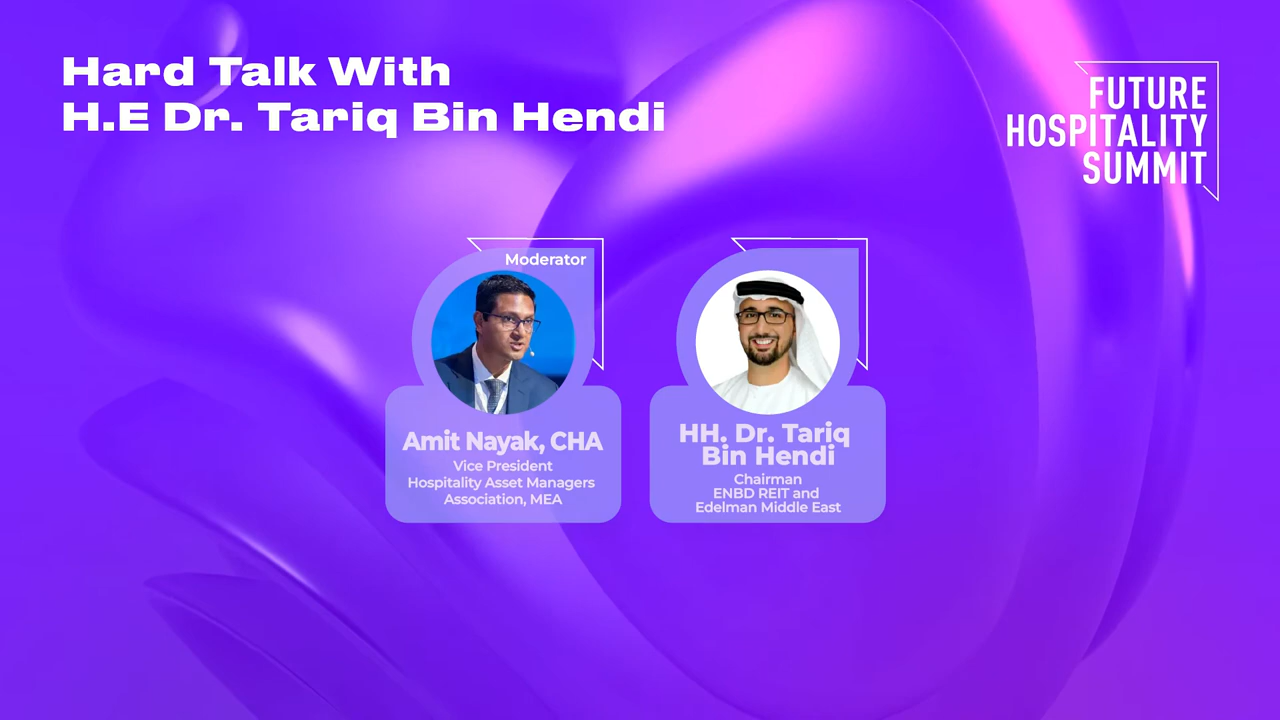 Hard Talk With
H.E Dr. Tariq Bin Hendi
FUTURE
HOSPITALITY
SUMMIT
Moderator
Amit Nayak, CHA
Vice President
Hospitality Asset Managers
Association, MEA
HH. Dr. Tariq
Bin Hendi
Chairman
ENBD REIT and
Edelman Middle East